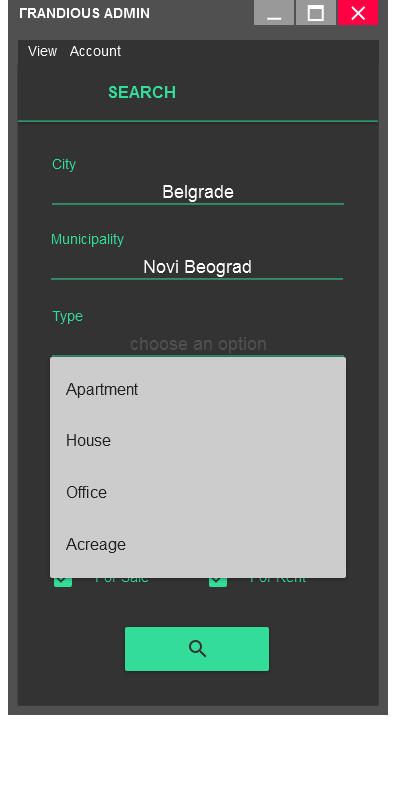 FRANDIOUS ADMIN
View Account
SEARCH
City
Belgrade
Municipality
Novi Beograd
Type
choose an option
Apartment
House
Office
Acreage
For Sale For Rent